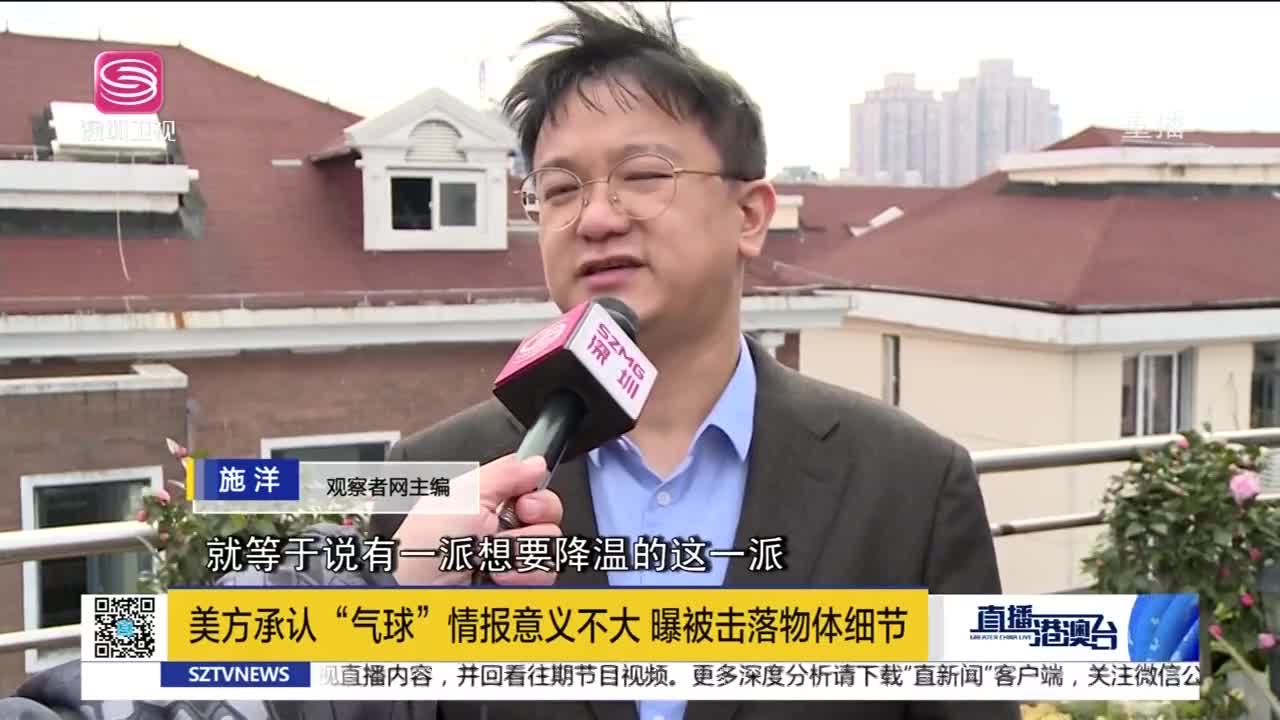 深圳卫视
重播
SZMG
深圳
施洋
观察者网主编
就等于说有一派想要降温的这一派
美方承认“气球”情报意义不大 曝被击落物体细节
直播港澳台
GREATER CHINA LIVE
SZTVNEWS
视直播内容，并回看往期节目视频。更多深度分析请下载“直新闻”客户端，关注微信公